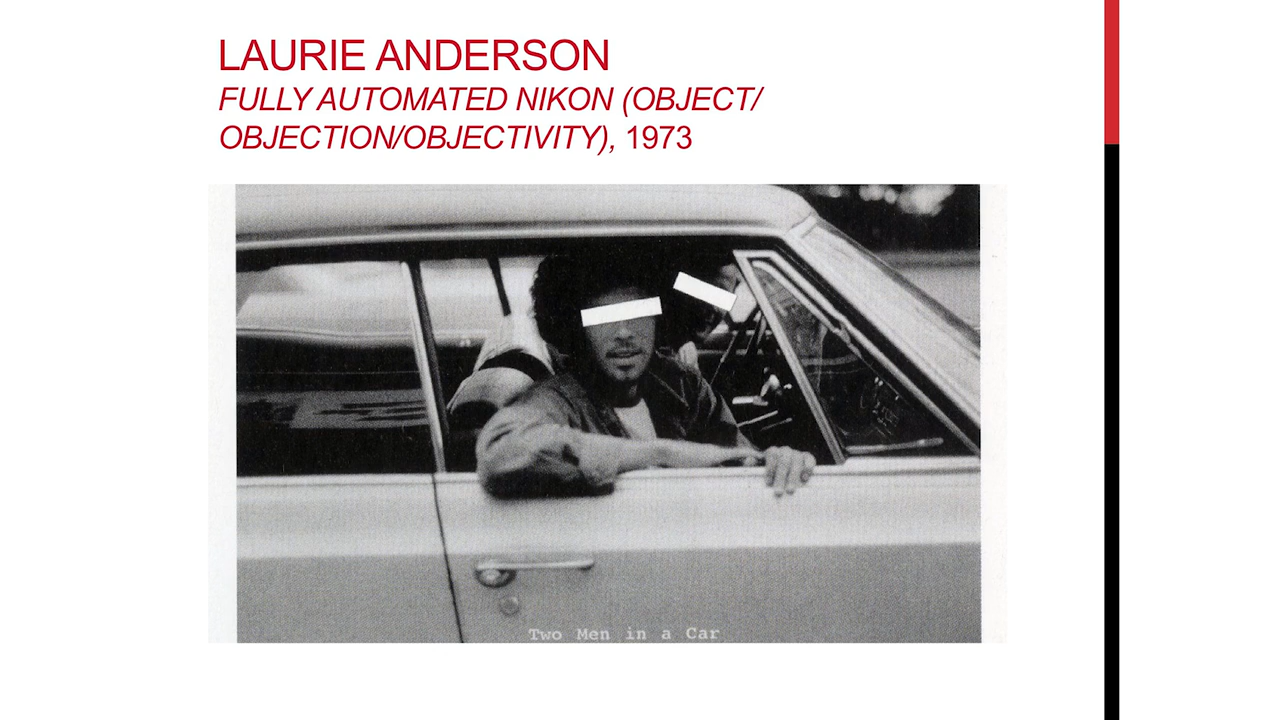 LAURIE ANDERSON
FULLY AUTOMATED NIKON (OBJECT/
OBJECTION/OBJECTIVITY), 1973
Two Men in a Car